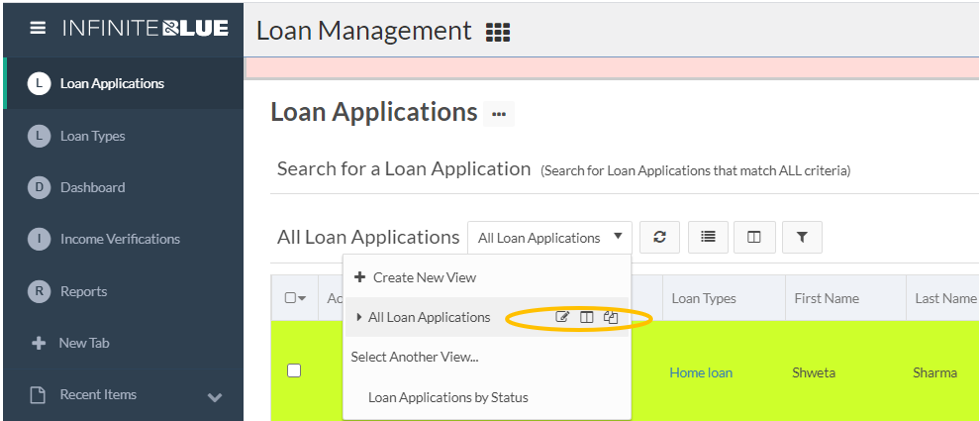 INFINITEBLUE
Loan Management
L Loan Applications
L Loan Types
D Dashboard
I Income Verifications
R Reports
New Tab
Recent Items
Loan Applications ...
Search for a Loan Application (Search for Loan Applications that match ALL criteria)
All Loan Applications All Loan Applications
Create New View
All Loan Applications
Select Another View...
Loan Applications by Status
Ac Loan Types First Name Last Name
Home loan Shweta Sharma